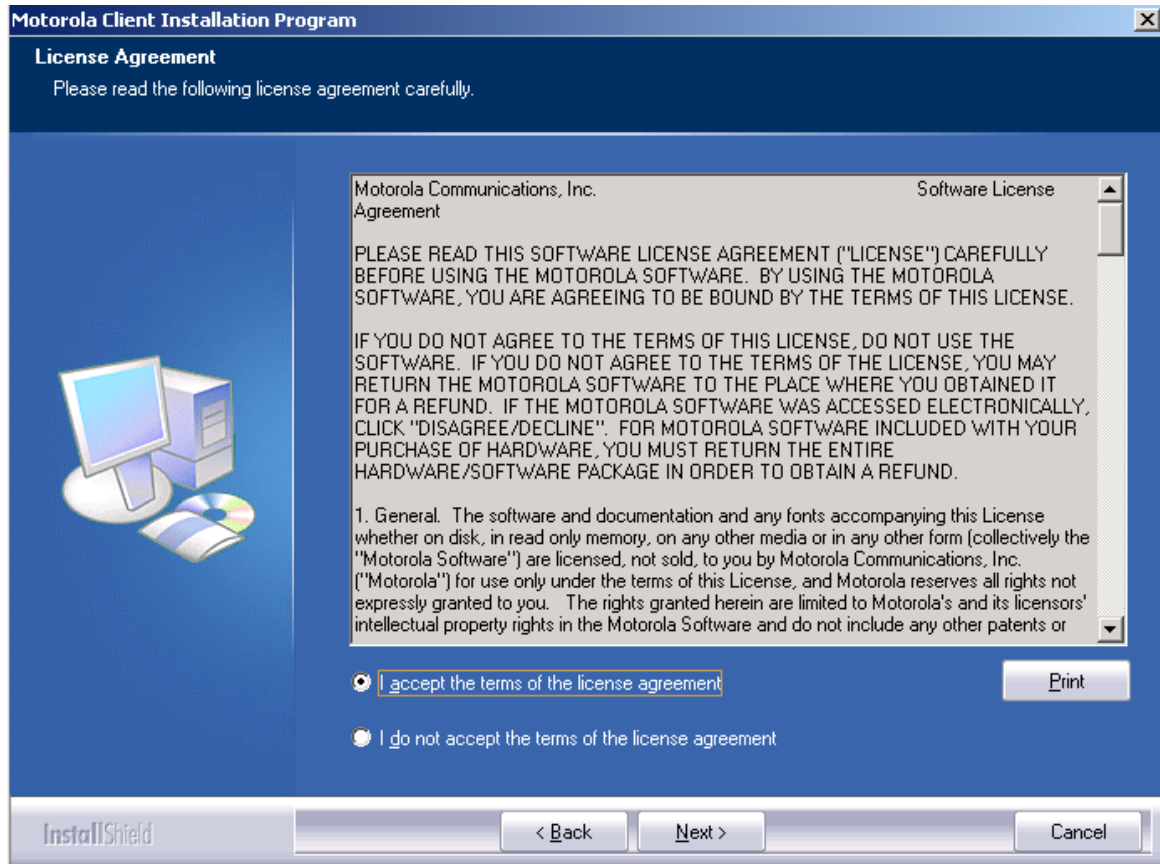 Motorola Client Installation Program
License Agreement
Please read the following license agreement carefully.
Motorola Communications, Inc. Software License
Agreement
PLEASE READ THIS SOFTWARE LICENSE AGREEMENT ("LICENSE") CAREFULLY
BEFORE USING THE MOTOROLA SOFTWARE. BY USING THE MOTOROLA
SOFTWARE, YOU ARE AGREEING TO BE BOUND BY THE TERMS OF THIS LICENSE.
IF YOU DO NOT AGREE TO THE TERMS OF THIS LICENSE, DO NOT USE THE
SOFTWARE. IF YOU DO NOT AGREE TO THE TERMS OF THE LICENSE, YOU MAY
RETURN THE MOTOROLA SOFTWARE TO THE PLACE WHERE YOU OBTAINED IT
FOR A REFUND. IF THE MOTOROLA SOFTWARE WAS ACCESSED ELECTRONICALLY,
CLICK "DISAGREE/DECLINE". FOR MOTOROLA SOFTWARE INCLUDED WITH YOUR
PURCHASE OF HARDWARE, YOU MUST RETURN THE ENTIRE
HARDWARE/SOFTWARE PACKAGE IN ORDER TO OBTAIN A REFUND.
1. General. The software and documentation and any fonts accompanying this License
whether on disk, in read only memory, on any other media or in any other form (collectively the
"Motorola Software") are licensed, not sold, to you by Motorola Communications, Inc.
("Motorola") for use only under the terms of this License, and Motorola reserves all rights not
expressly granted to you. The rights granted herein are limited to Motorola's and its licensors'
intellectual property rights in the Motorola Software and do not include any other patents or
I accept the terms of the license agreement
Print
I do not accept the terms of the license agreement
InstallShield
< Back
Next >
Cancel